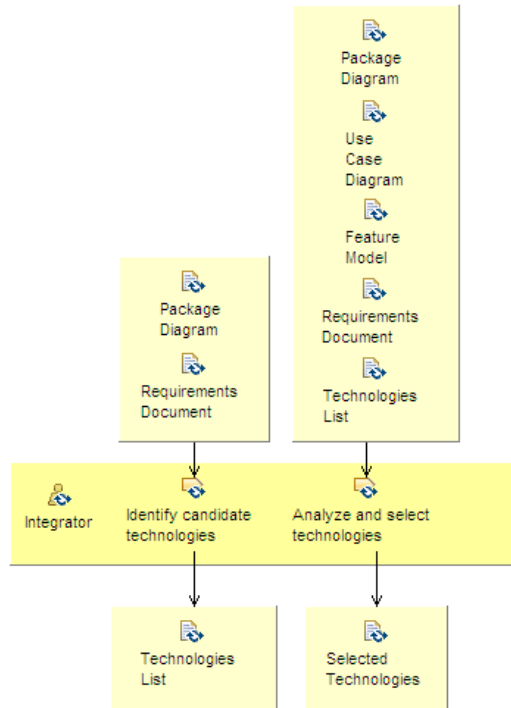 Package
Diagram
Use
Case
Diagram
Feature
Model
Requirements
Document
Technologies
List
Package
Diagram
Requirements
Document
Integrator
Identify candidate
technologies
Analyze and select
technologies
Technologies
List
Selected
Technologies